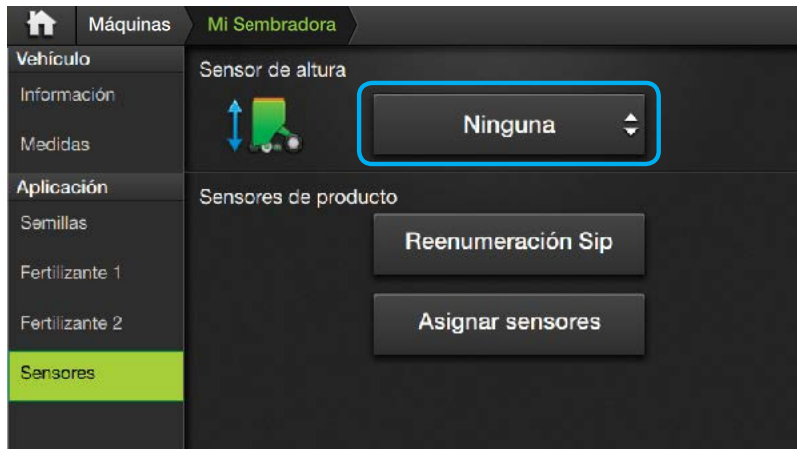 Máquinas
Mi Sembradora
Vehículo
Información
Medidas
Aplicación
Semillas
Fertilizante 1
Fertilizante 2
Sensores
Sensor de altura
Ninguna
Sensores de producto
Reenumeración Sip
Asignar sensores